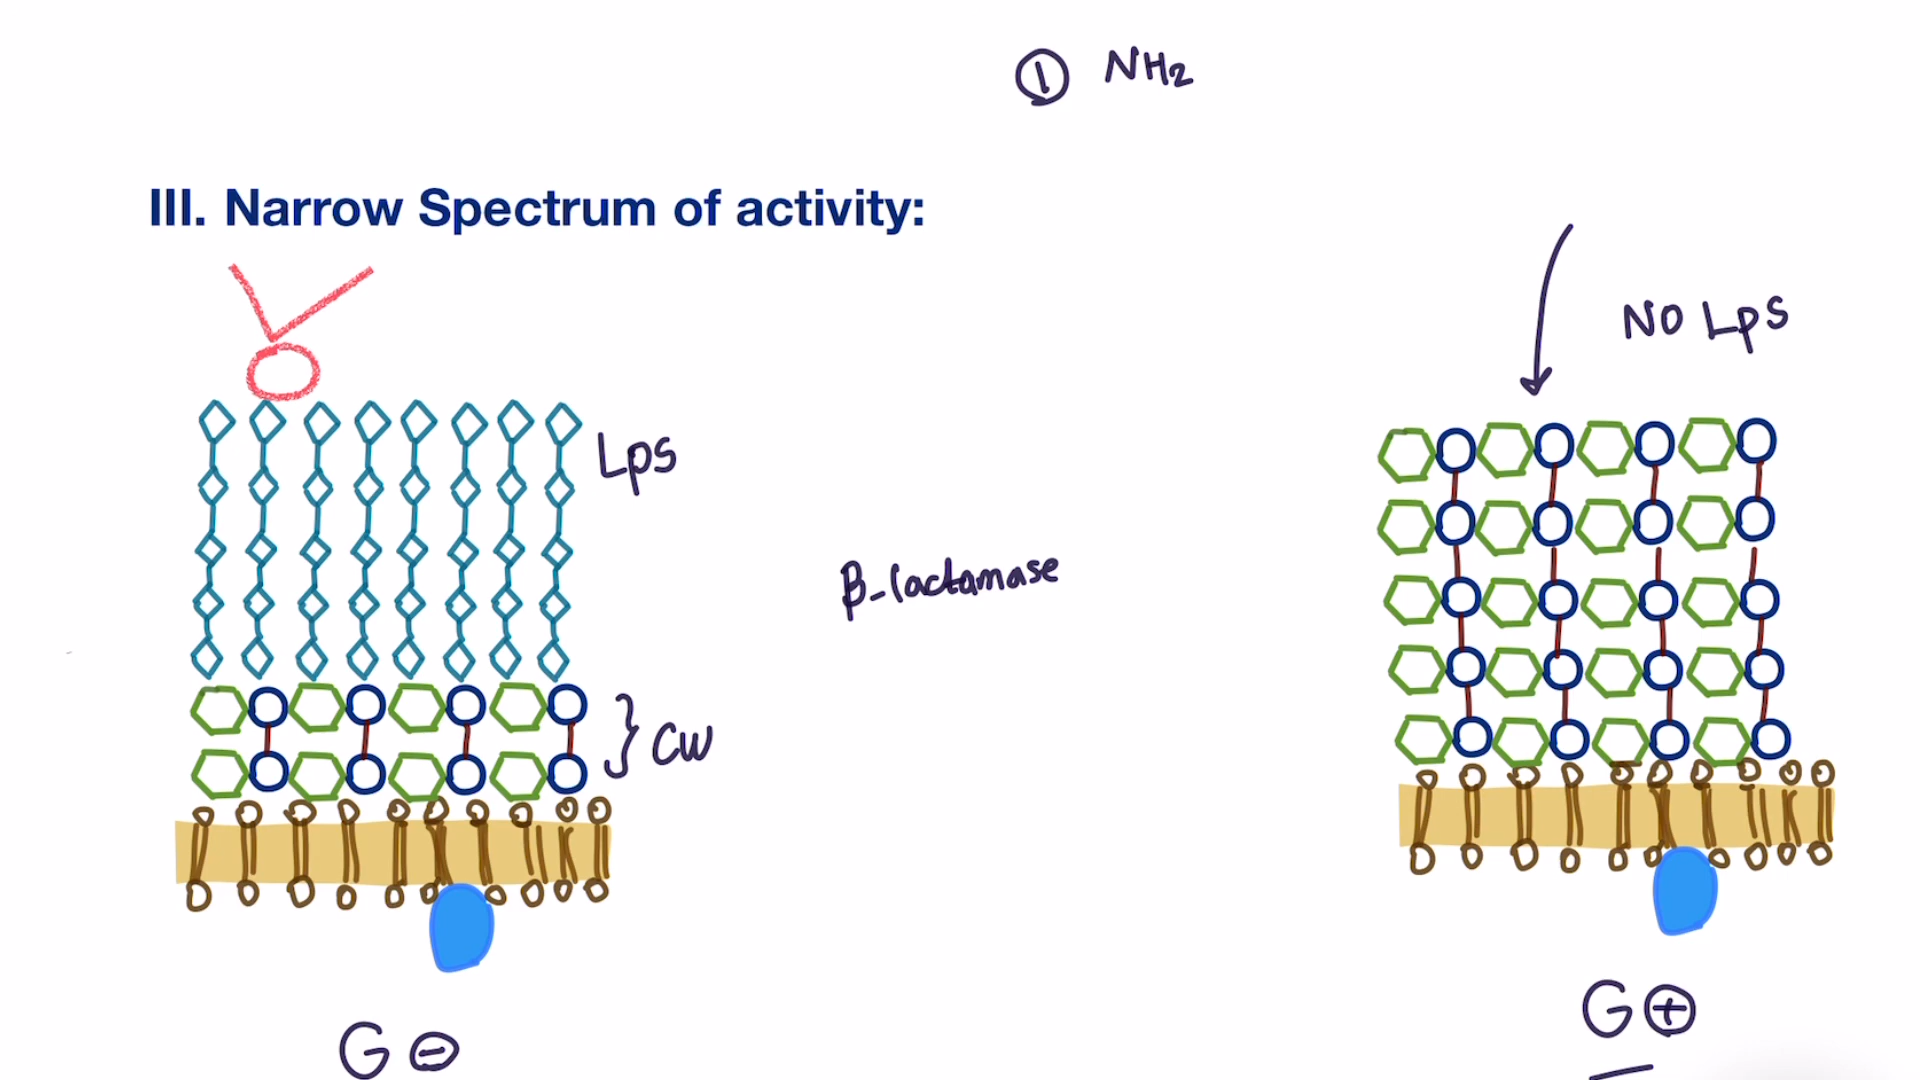 ① NH2
III. Narrow Spectrum of activity:
NO Lps
Lps
β-lactamase
} CW
G ⊖
G ⊕